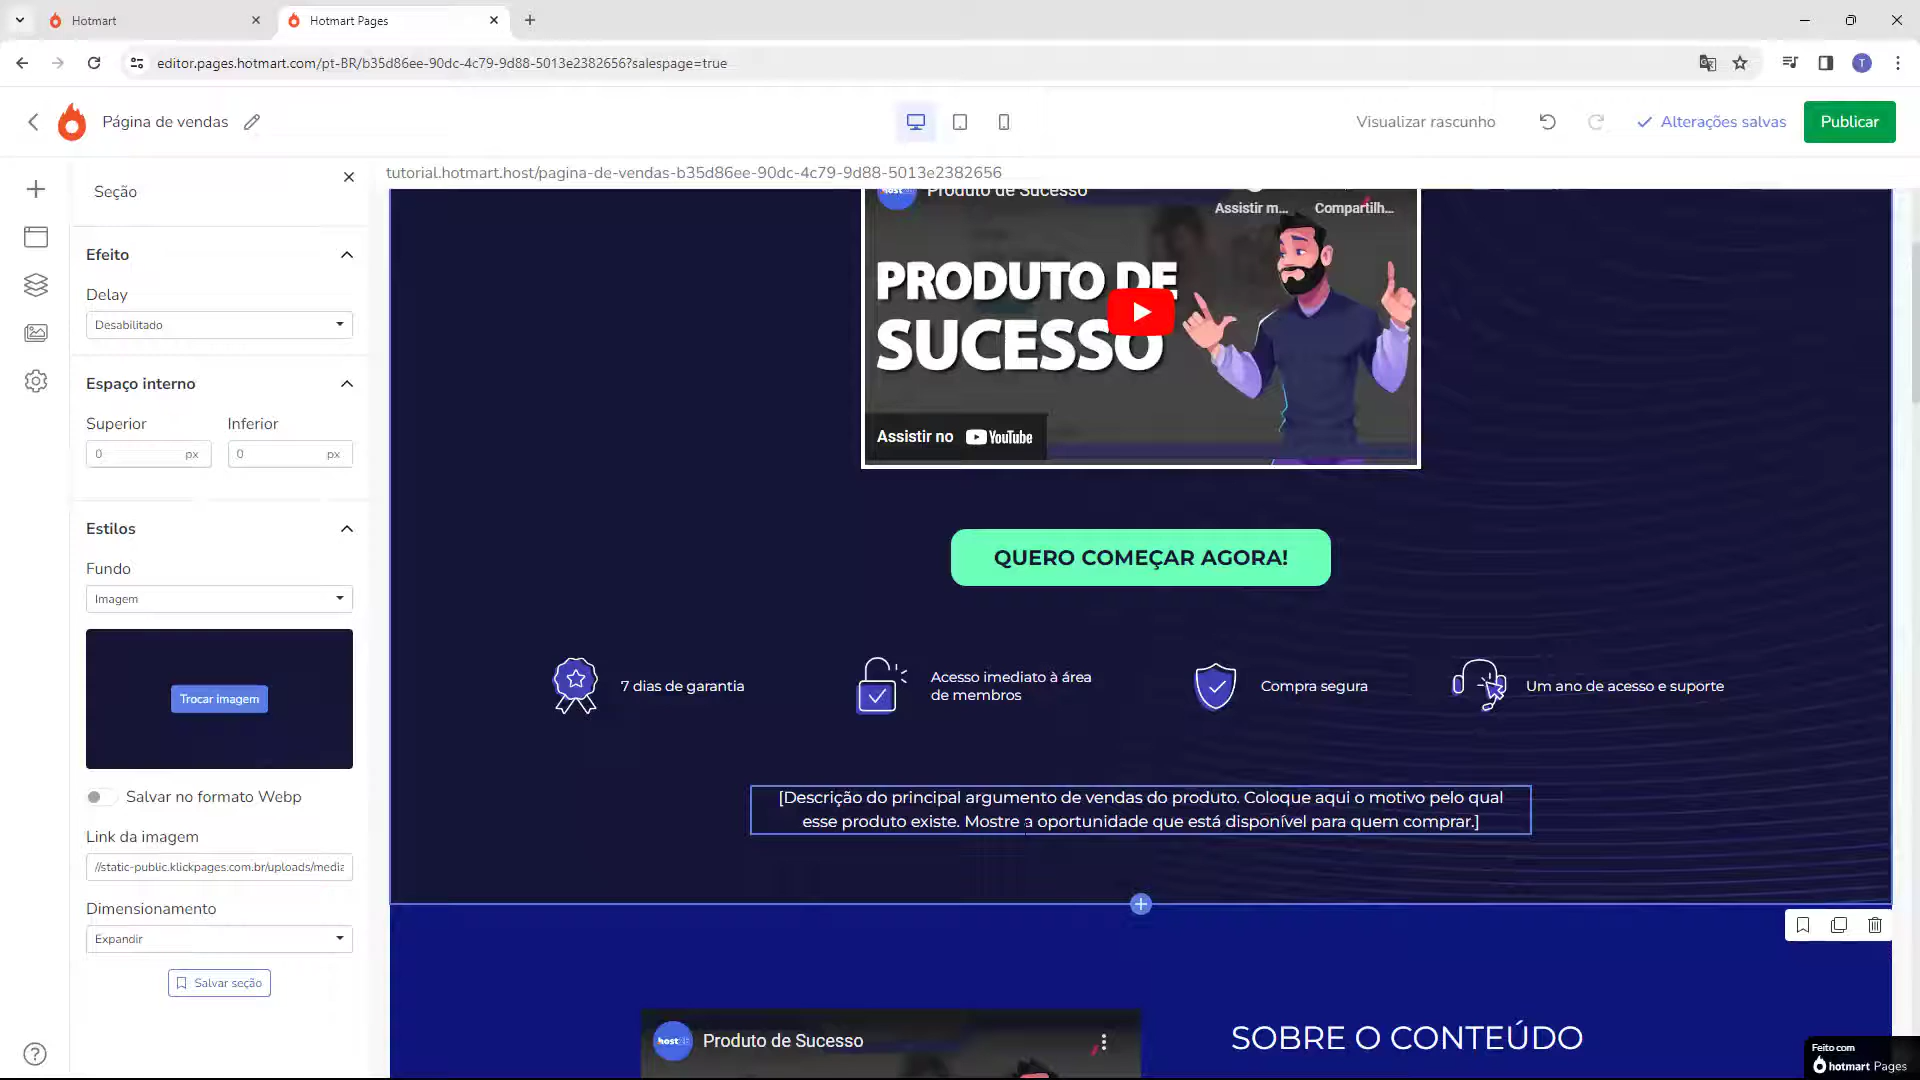 Hotmart
Hotmart Pages
editor.pages.hotmart.com/pt-BR/b35d86ee-90dc-4c79-9d88-5013e2382656?salespage=true
T
Página de vendas
Visualizar rascunho
Alterações salvas
Publicar
tutorial.hotmart.host/pagina-de-vendas-b35d86ee-90dc-4c79-9d88-5013e2382656
Seção
Efeito
Delay
Desabilitado
Espaço interno
Superior
Inferior
0 px
0 px
Estilos
Fundo
Imagem
Trocar imagem
Salvar no formato Webp
Link da imagem
//static-public.klickpages.com.br/uploads/media
Dimensionamento
Expandir
Salvar seção
host
Produto de Sucesso
Assistir m...
Compartilh...
PRODUTO DE
SUCESSO
Assistir no YouTube
QUERO COMEÇAR AGORA!
7 dias de garantia
Acesso imediato à área
de membros
Compra segura
Um ano de acesso e suporte
[Descrição do principal argumento de vendas do produto. Coloque aqui o motivo pelo qual
esse produto existe. Mostre a oportunidade que está disponível para quem comprar.]
host
Produto de Sucesso
SOBRE O CONTEÚDO
Feito com
hotmart Pages